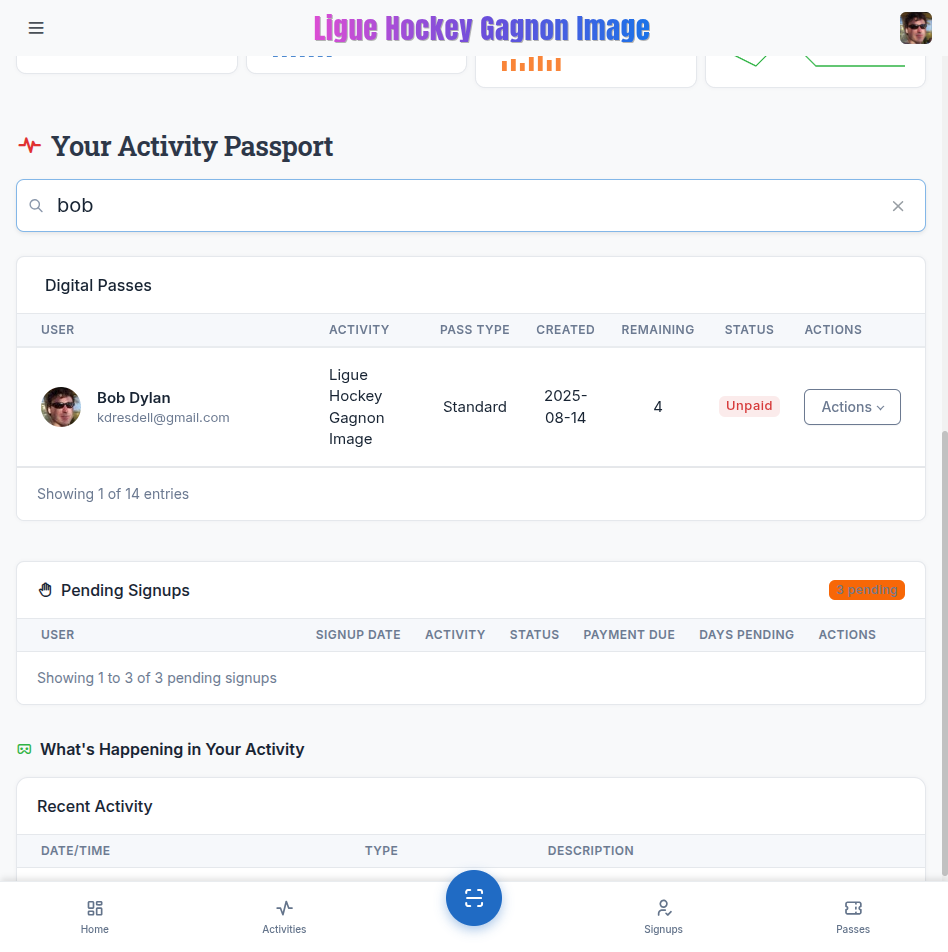 Ligue Hockey Gagnon Image
Your Activity Passport
bob
Digital Passes
USER ACTIVITY PASS TYPE CREATED REMAINING STATUS ACTIONS
Bob Dylan
kdresdell@gmail.com
Ligue
Hockey
Gagnon
Image
Standard
2025-
08-14
4
Unpaid
Actions
Showing 1 of 14 entries
Pending Signups
3 pending
USER SIGNUP DATE ACTIVITY STATUS PAYMENT DUE DAYS PENDING ACTIONS
Showing 1 to 3 of 3 pending signups
What's Happening in Your Activity
Recent Activity
DATE/TIME TYPE DESCRIPTION
Home Activities Signups Passes